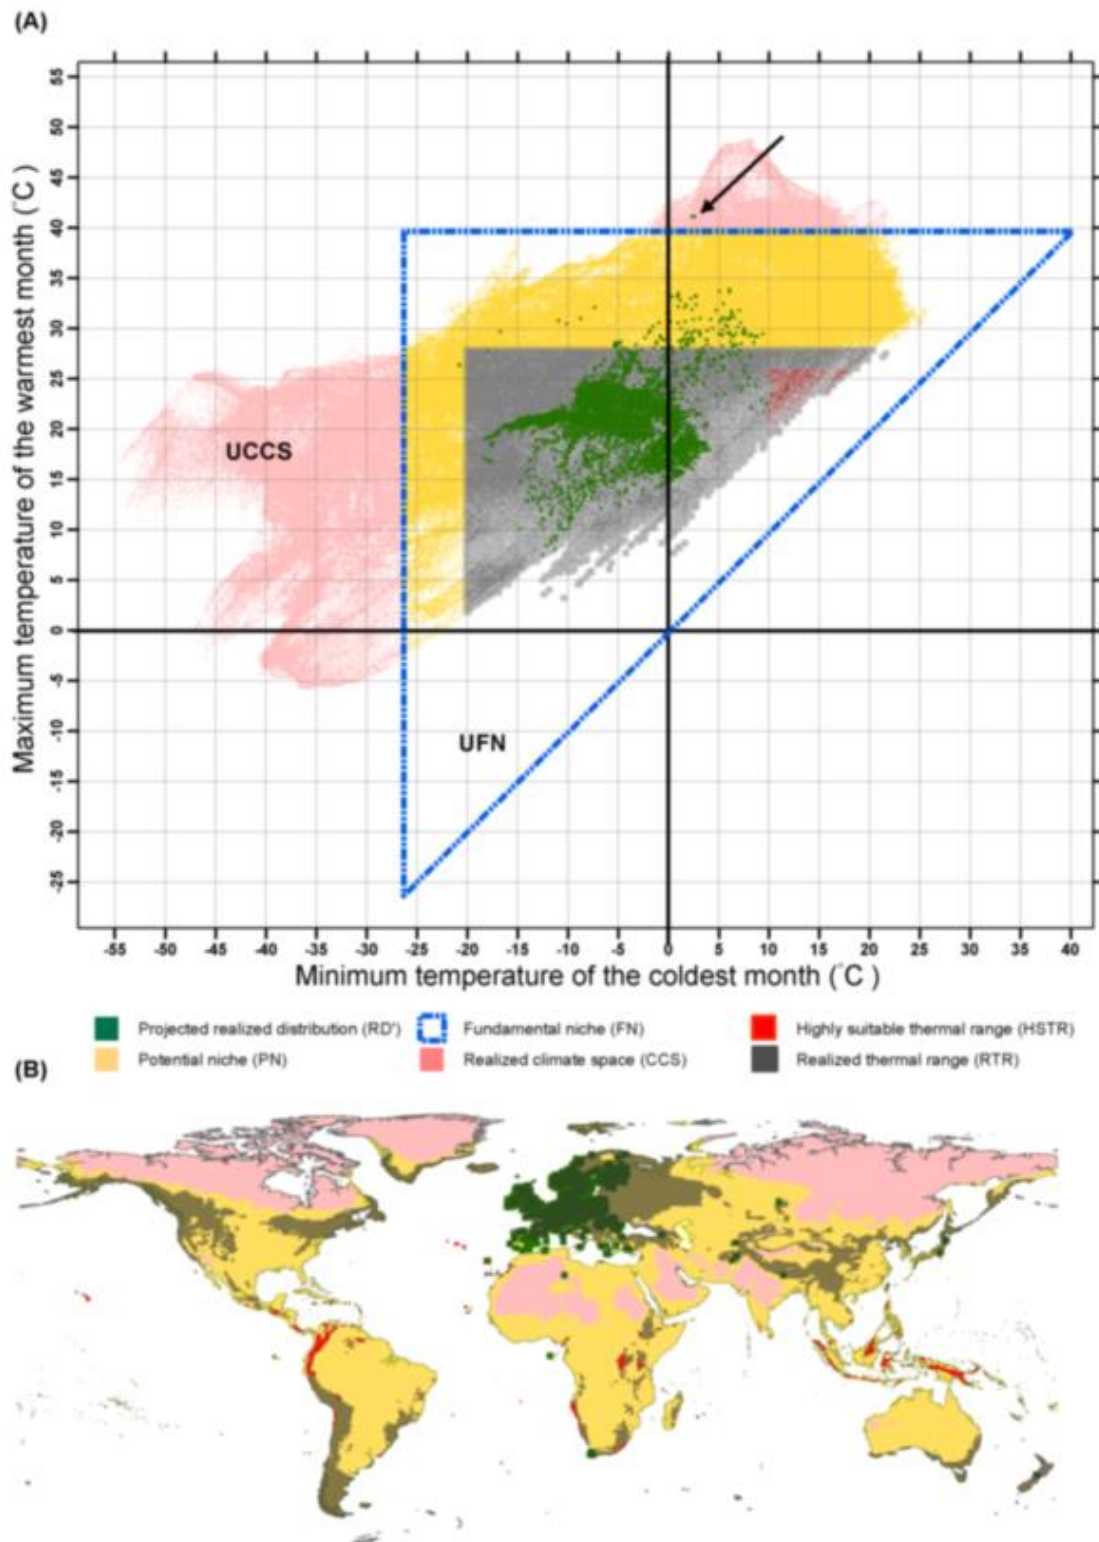 (A)
Maximum temperature of the warmest month (°C )
55
50
45
40
35
30
25
20
15
10
5
0
-5
-10
-15
-20
-25
UCCS
UFN
-55 -50 -45 -40 -35 -30 -25 -20 -15 -10 -5 0 5 10 15 20 25 30 35 40
Minimum temperature of the coldest month (°C )
Projected realized distribution (RD') Fundamental niche (FN) Highly suitable thermal range (HSTR)
Potential niche (PN) Realized climate space (CCS) Realized thermal range (RTR)
(B)